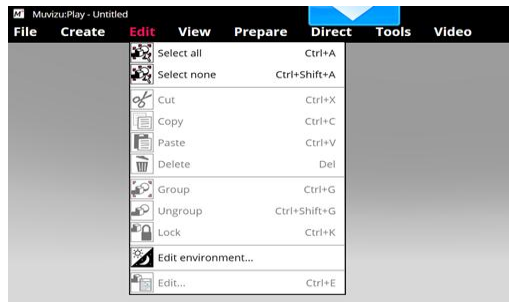 Muvizu:Play - Untitled
File Create Edit View Prepare Direct Tools Video
Select all Ctrl+A
Select none Ctrl+Shift+A
Cut Ctrl+X
Copy Ctrl+C
Paste Ctrl+V
Delete Del
Group Ctrl+G
Ungroup Ctrl+Shift+G
Lock Ctrl+K
Edit environment...
Edit... Ctrl+E